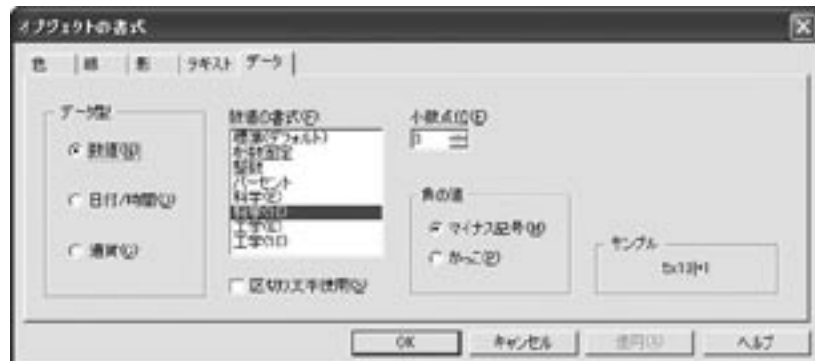 オブジェクトの書式
色 線 影 テキスト データ
データ型
数値(N)
日付/時間(D)
通貨(C)
数値の書式(F)
標準(デフォルト)
小数固定
整数
パーセント
科学(E)
工学(E)
区切り文字使用(U)
小数点位(E)
3
負の値
マイナス記号(M)
かっこ(P)
サンプル
OK キャンセル 適用(A) ヘルプ